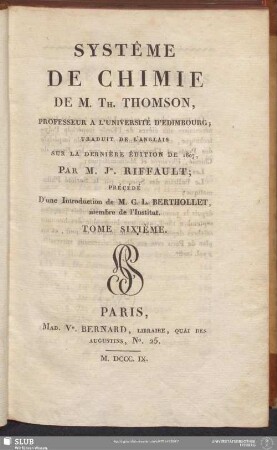 SYSTÊME
DE CHIMIE
DE M. TH. THOMSON,
PROFESSEUR A L'UNIVERSITÉ D'EDIMBOURG;
TRADUIT DE L'ANGLAIS
SUR LA DERNIÈRE ÉDITION DE 1807.
PAR M. Jn. RIFFAULT;
PRÉCÉDÉ
D'une Introduction de M. C. L. BERTHOLLET,
membre de l'Institut.
TOME SIXIÈME.
PARIS,
MAD. Ve. BERNARD, LIBRAIRE, QUAI DES
AUGUSTINS, No. 25.
M. DCCC. IX.
SLUB